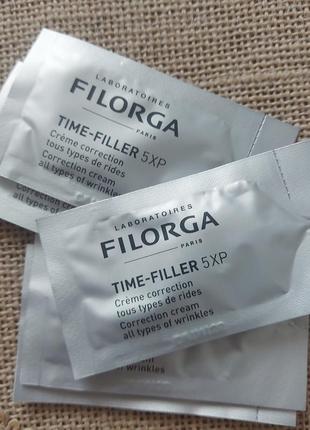 LABORATOIRES
FILORGA
PARIS
TIME-FILLER 5XP
Crème correction
tous types de rides
Correction cream
all types of wrinkles
LABORATOIRES
FILORGA
PARIS
TIME-FILLER 5XP
Crème correction
tous types de rides
Correction cream
all types of wrinkles